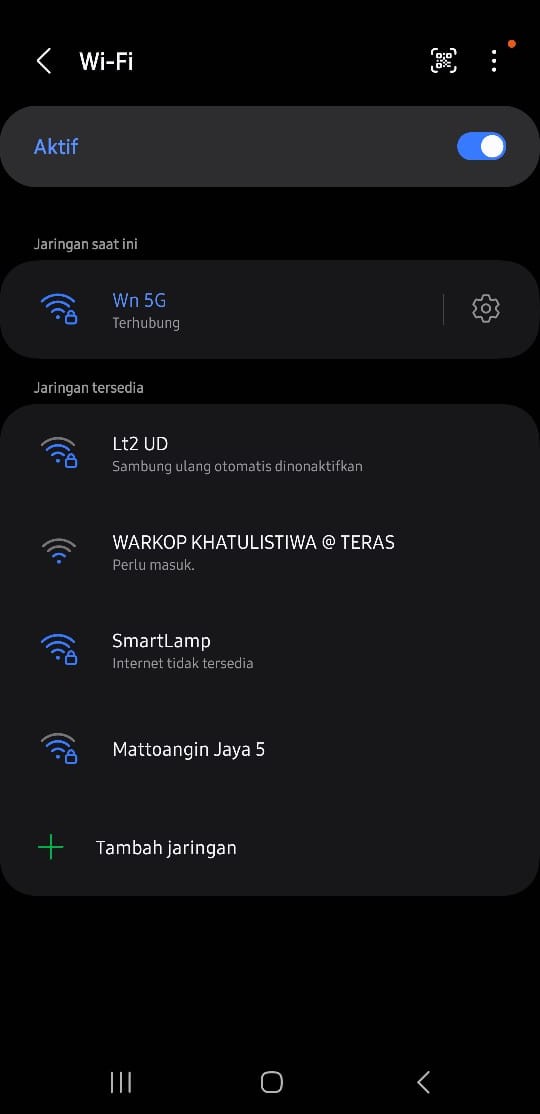 Wi-Fi
Aktif
Jaringan saat ini
Wn 5G
Terhubung
Jaringan tersedia
Lt2 UD
Sambung ulang otomatis dinonaktifkan
WARKOP KHATULISTIWA @ TERAS
Perlu masuk.
SmartLamp
Internet tidak tersedia
Mattoangin Jaya 5
Tambah jaringan